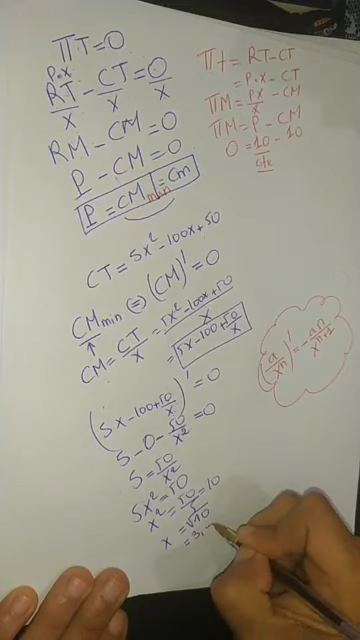 ΠT=0
P.X
RT/x - CT/x = 0/x
RM-CM=0
P-CM=0
P=CM min =Cm
CT=5x²-100x+50
CMmin ⇔ (CM)'=0
CM=CT/x=5x²-100x+50/x
=5x-100+50/x
(5x-100+50/x)'=0
5-0-50/x²=0
5=50/x²
5x²=50
x²=50/5=10
x=√10
=3,
Πt=RT-CT
=P.X-CT
ΠM=PX/x-CM
ΠM=P-CM
0=10-10
cte
(a/xⁿ)'=-an/xⁿ⁺¹